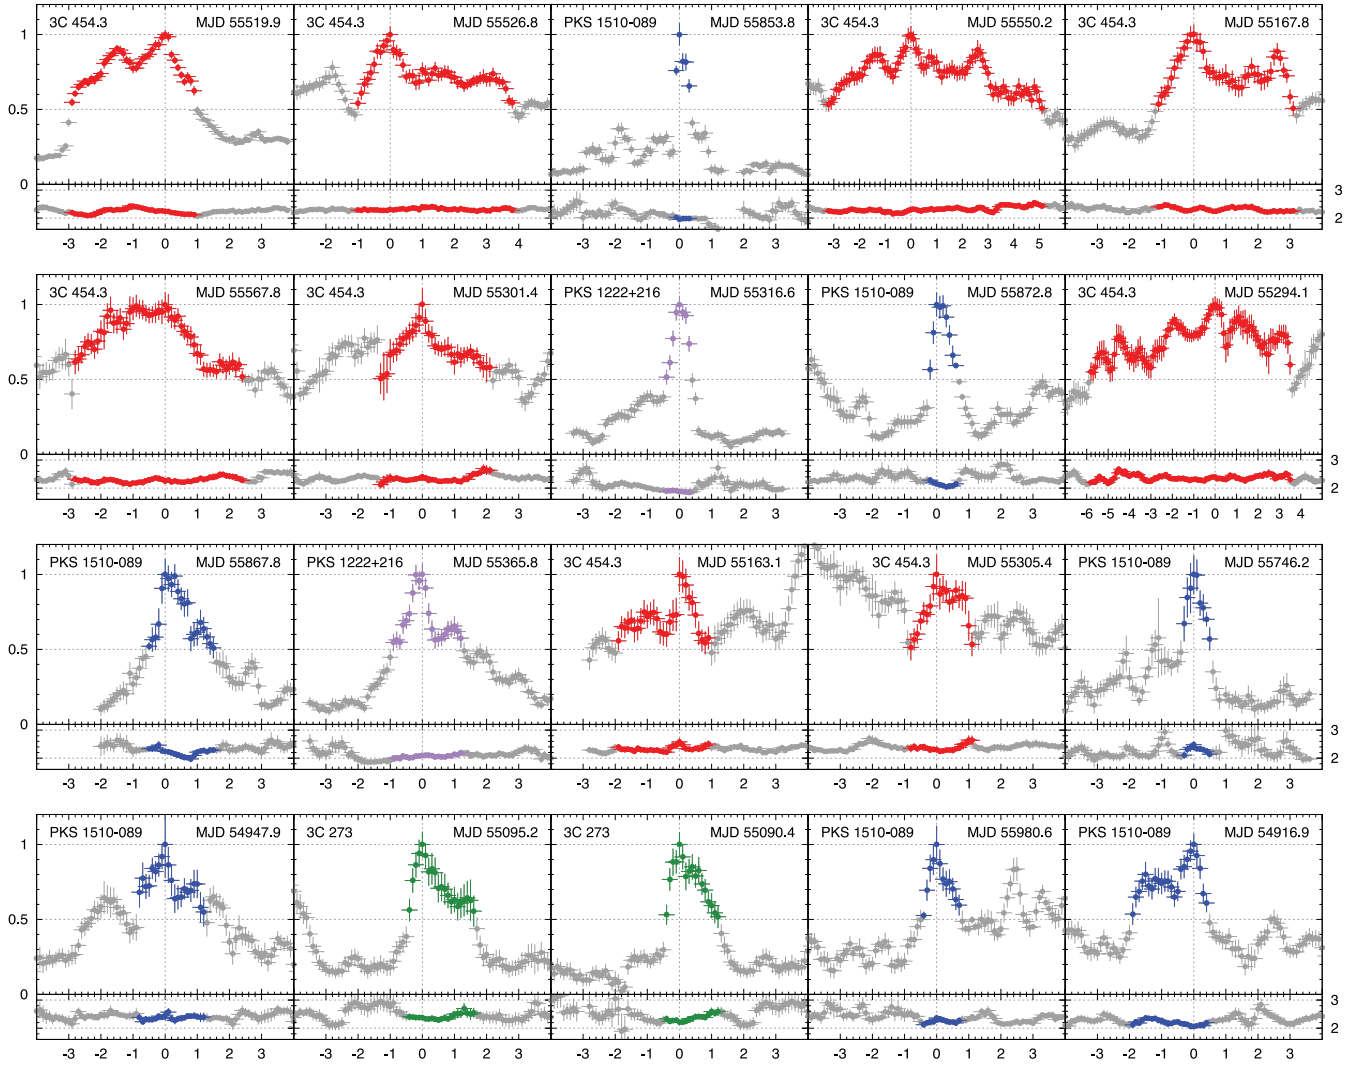 3C 454.3 MJD 55519.9 3C 454.3 MJD 55526.8 PKS 1510-089 MJD 55853.8 3C 454.3 MJD 55550.2 3C 454.3 MJD 55167.8
1
0.5
0
3
2
-3 -2 -1 0 1 2 3 -2 -1 0 1 2 3 4 -3 -2 -1 0 1 2 3 -3 -2 -1 0 1 2 3 4 5 -3 -2 -1 0 1 2 3
3C 454.3 MJD 55567.8 3C 454.3 MJD 55301.4 PKS 1222+216 MJD 55316.6 PKS 1510-089 MJD 55872.8 3C 454.3 MJD 55294.1
1
0.5
0
3
2
-3 -2 -1 0 1 2 3 -3 -2 -1 0 1 2 3 -3 -2 -1 0 1 2 3 -3 -2 -1 0 1 2 3 -6 -5 -4 -3 -2 -1 0 1 2 3 4
PKS 1510-089 MJD 55867.8 PKS 1222+216 MJD 55365.8 3C 454.3 MJD 55163.1 3C 454.3 MJD 55305.4 PKS 1510-089 MJD 55746.2
1
0.5
0
3
2
-3 -2 -1 0 1 2 3 -3 -2 -1 0 1 2 3 -3 -2 -1 0 1 2 3 -3 -2 -1 0 1 2 3 -3 -2 -1 0 1 2 3
PKS 1510-089 MJD 54947.9 3C 273 MJD 55095.2 3C 273 MJD 55090.4 PKS 1510-089 MJD 55980.6 PKS 1510-089 MJD 54916.9
1
0.5
0
3
2
-3 -2 -1 0 1 2 3 -3 -2 -1 0 1 2 3 -3 -2 -1 0 1 2 3 -3 -2 -1 0 1 2 3 -3 -2 -1 0 1 2 3